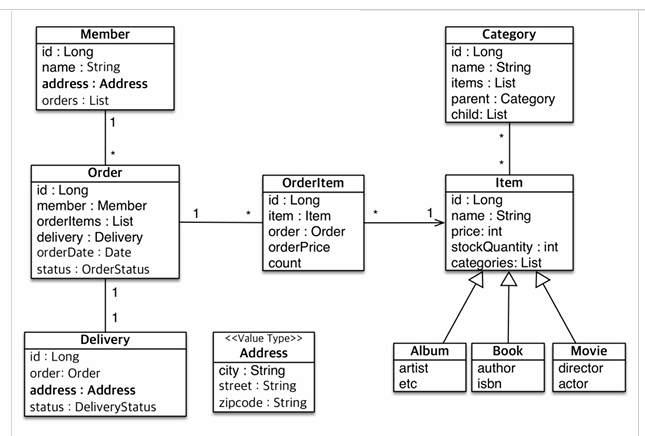 Member
id : Long
name : String
address : Address
orders : List
Category
id : Long
name : String
items : List
parent : Category
child: List
1
*
*
*
Order
id : Long
member : Member
orderItems : List
delivery : Delivery
orderDate : Date
status : OrderStatus
1
*
OrderItem
id : Long
item : Item
order : Order
orderPrice
count
*
1
Item
id : Long
name : String
price: int
stockQuantity : int
categories: List
1
1
Delivery
id : Long
order: Order
address : Address
status : DeliveryStatus
<<Value Type>>
Address
city : String
street : String
zipcode : String
Album
artist
etc
Book
author
isbn
Movie
director
actor